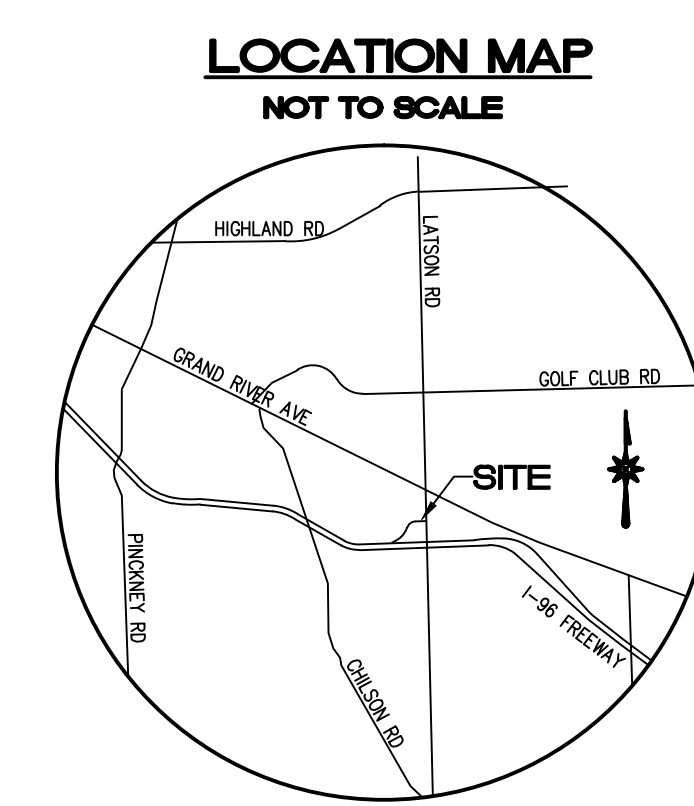 LOCATION MAP
NOT TO SCALE
HIGHLAND RD
LATSON RD
GRAND RIVER AVE
GOLF CLUB RD
SITE
PINCKNEY RD
I-96 FREEWAY
CHILSON RD